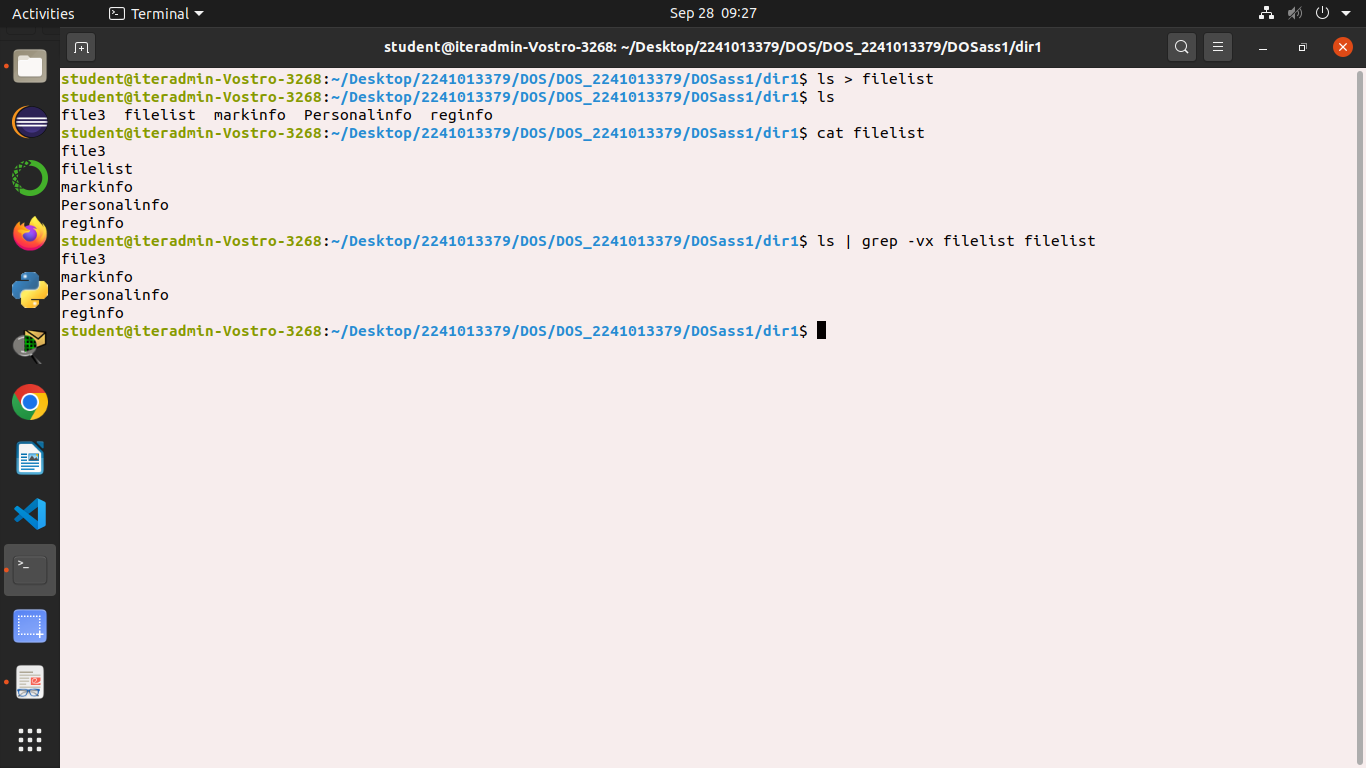 Activities
Terminal
Sep 28 09:27
student@iteradmin-Vostro-3268: ~/Desktop/2241013379/DOS/DOS_2241013379/DOSass1/dir1
student@iteradmin-Vostro-3268:~/Desktop/2241013379/DOS/DOS_2241013379/DOSass1/dir1$ ls > filelist
student@iteradmin-Vostro-3268:~/Desktop/2241013379/DOS/DOS_2241013379/DOSass1/dir1$ ls
file3  filelist  markinfo  Personalinfo  reginfo
student@iteradmin-Vostro-3268:~/Desktop/2241013379/DOS/DOS_2241013379/DOSass1/dir1$ cat filelist
file3
filelist
markinfo
Personalinfo
reginfo
student@iteradmin-Vostro-3268:~/Desktop/2241013379/DOS/DOS_2241013379/DOSass1/dir1$ ls | grep -vx filelist filelist
file3
markinfo
Personalinfo
reginfo
student@iteradmin-Vostro-3268:~/Desktop/2241013379/DOS/DOS_2241013379/DOSass1/dir1$